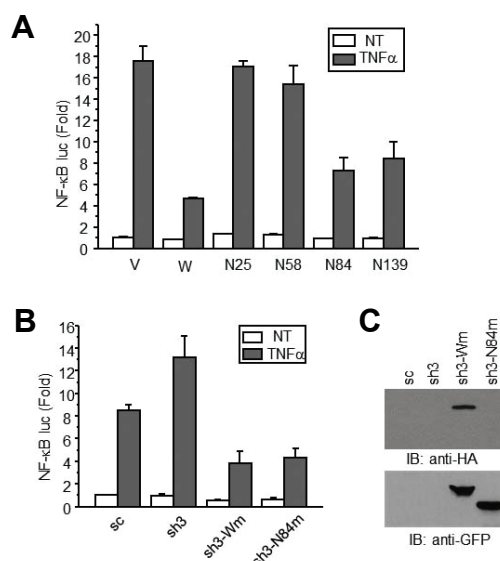 A
NT
TNFα
NF-κB luc (Fold)
20
18
16
14
12
10
8
6
4
2
0
V W N25 N58 N84 N139
B
NT
TNFα
NF-κB luc (Fold)
16
14
12
10
8
6
4
2
0
sc sh3 sh3-Wm sh3-N84m
C
sc sh3 sh3-Wm sh3-N84m
IB: anti-HA
IB: anti-GFP